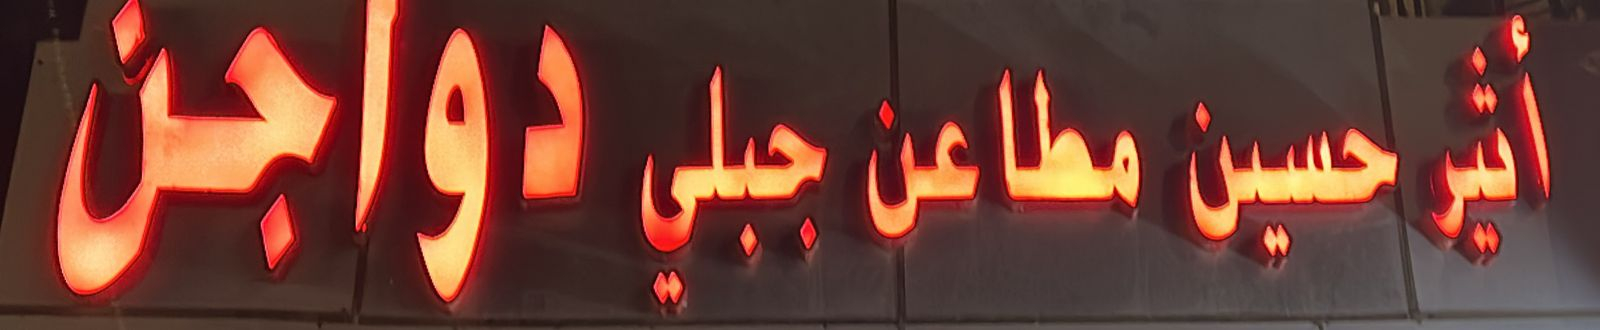 أثير حسين مطاعن جبلي دواجن